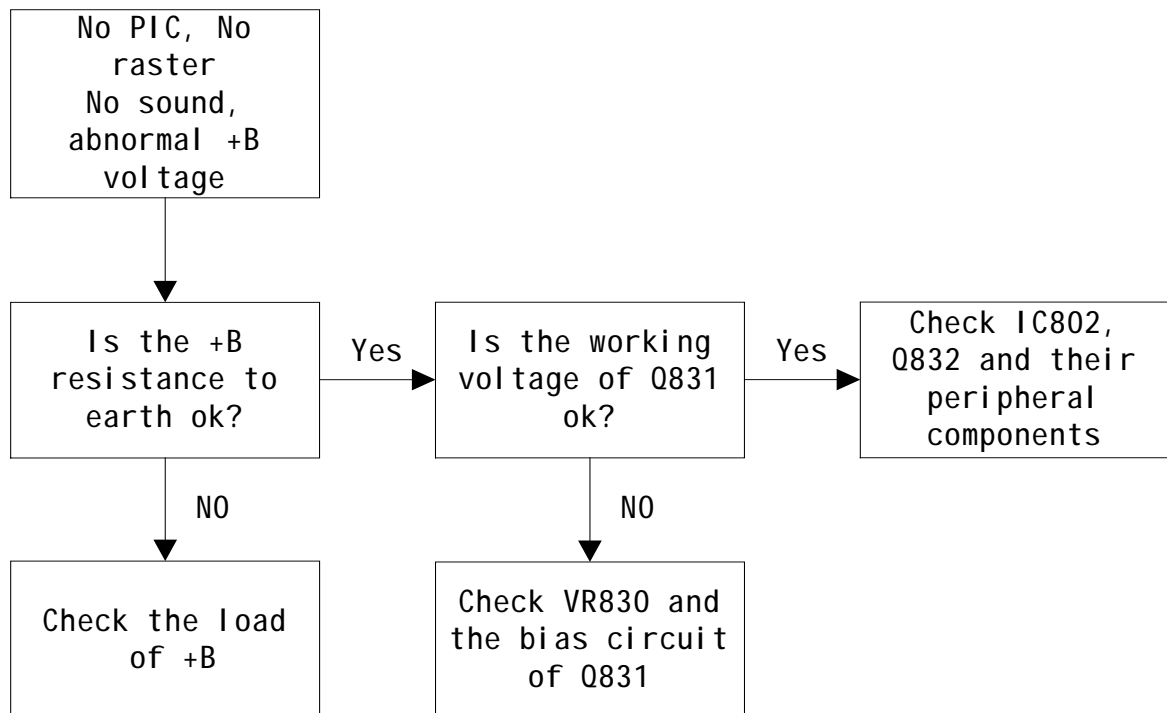 No PIC, No
raster
No sound,
abnormal +B
voltage
Is the +B
resistance to
earth ok?
Yes
Is the working
voltage of Q831
ok?
Yes
Check IC802,
Q832 and their
peripheral
components
NO
NO
Check the load
of +B
Check VR830 and
the bias circuit
of Q831